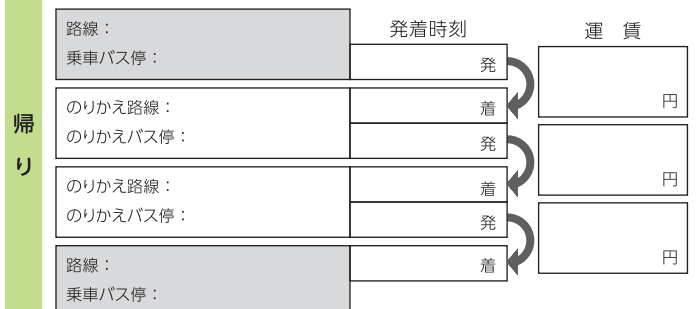 帰り
発着時刻
運 賃
路線：
乗車バス停：
発
円
のりかえ路線：
のりかえバス停：
着
発
円
のりかえ路線：
のりかえバス停：
着
発
円
路線：
乗車バス停：
着